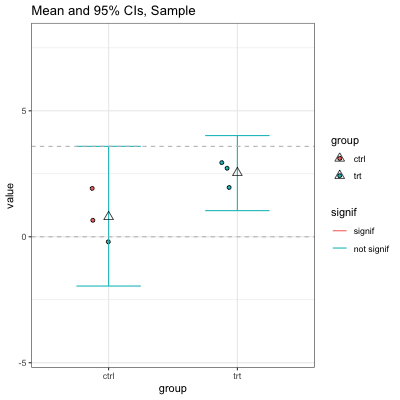 Mean and 95% CIs, Sample
value
5
0
-5
ctrl
trt
group
group
ctrl
trt
signif
signif
not signif